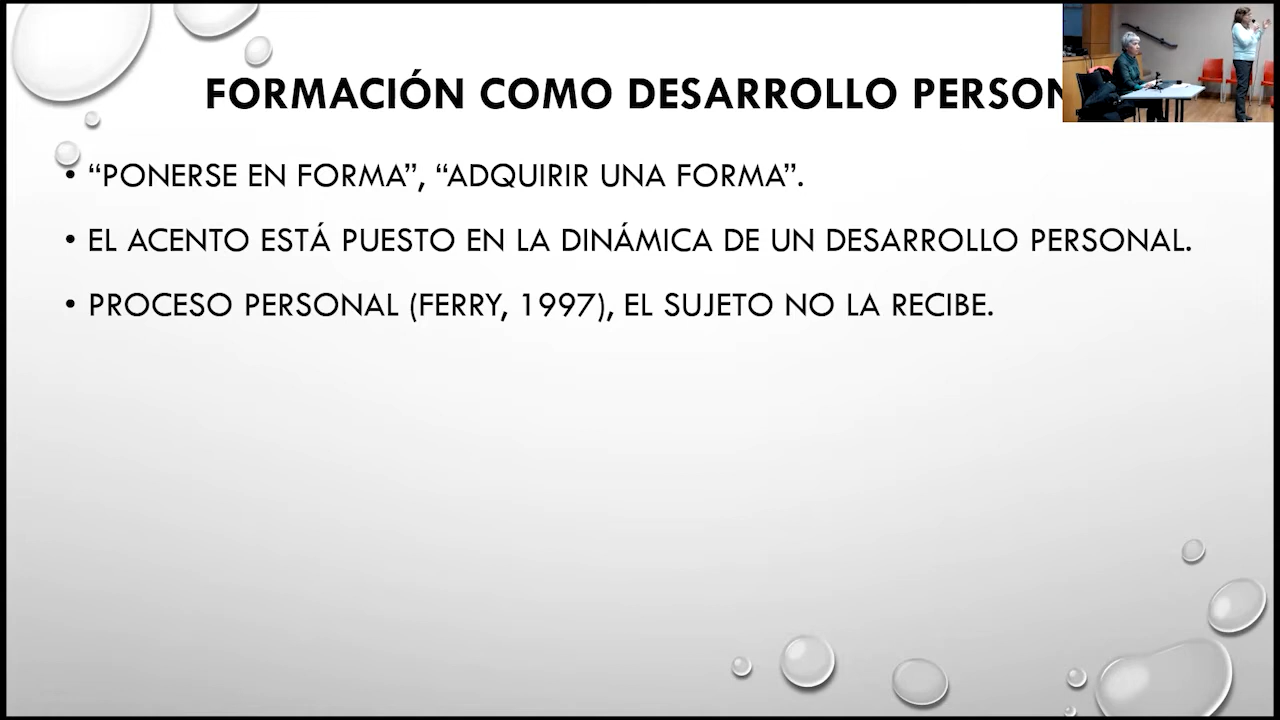 FORMACIÓN COMO DESARROLLO
• “PONERSE EN FORMA”, “ADQUIRIR UNA FORMA”.
• EL ACENTO ESTÁ PUESTO EN LA DINÁMICA DE UN DESARROLLO PERSONAL.
• PROCESO PERSONAL (FERRY, 1997), EL SUJETO NO LA RECIBE.